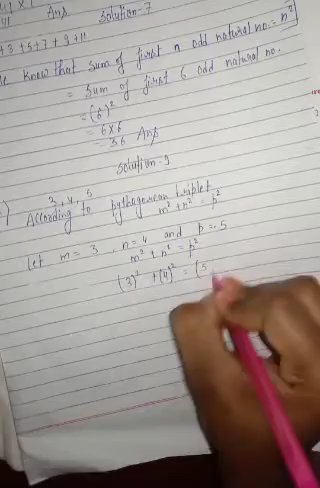 Ans Solution-7
+3+5+7+9+11
We know that sum of first n odd natural no. = n²
= Sum of first 6 odd natural no.
= (6)²
= 6×6
= 36 Ans
Solution-9
3, 4, 5
According to pythagorean triplet
m² + n² = p²
let m = 3, n = 4 and p = 5
m² + n² = p²
(3)² + (4)² = (5